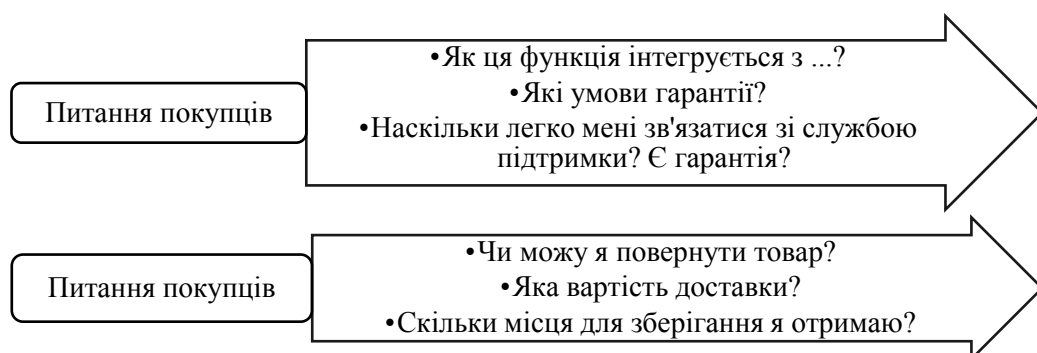 Питання покупців
•Як ця функція інтегрується з ...?
•Які умови гарантії?
•Наскільки легко мені зв'язатися зі службою
підтримки? Є гарантія?
Питання покупців
•Чи можу я повернути товар?
•Яка вартість доставки?
•Скільки місця для зберігання я отримаю?